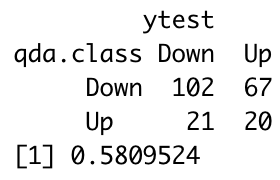 ytest
qda.class Down Up
Down 102 67
Up 21 20
[1] 0.5809524